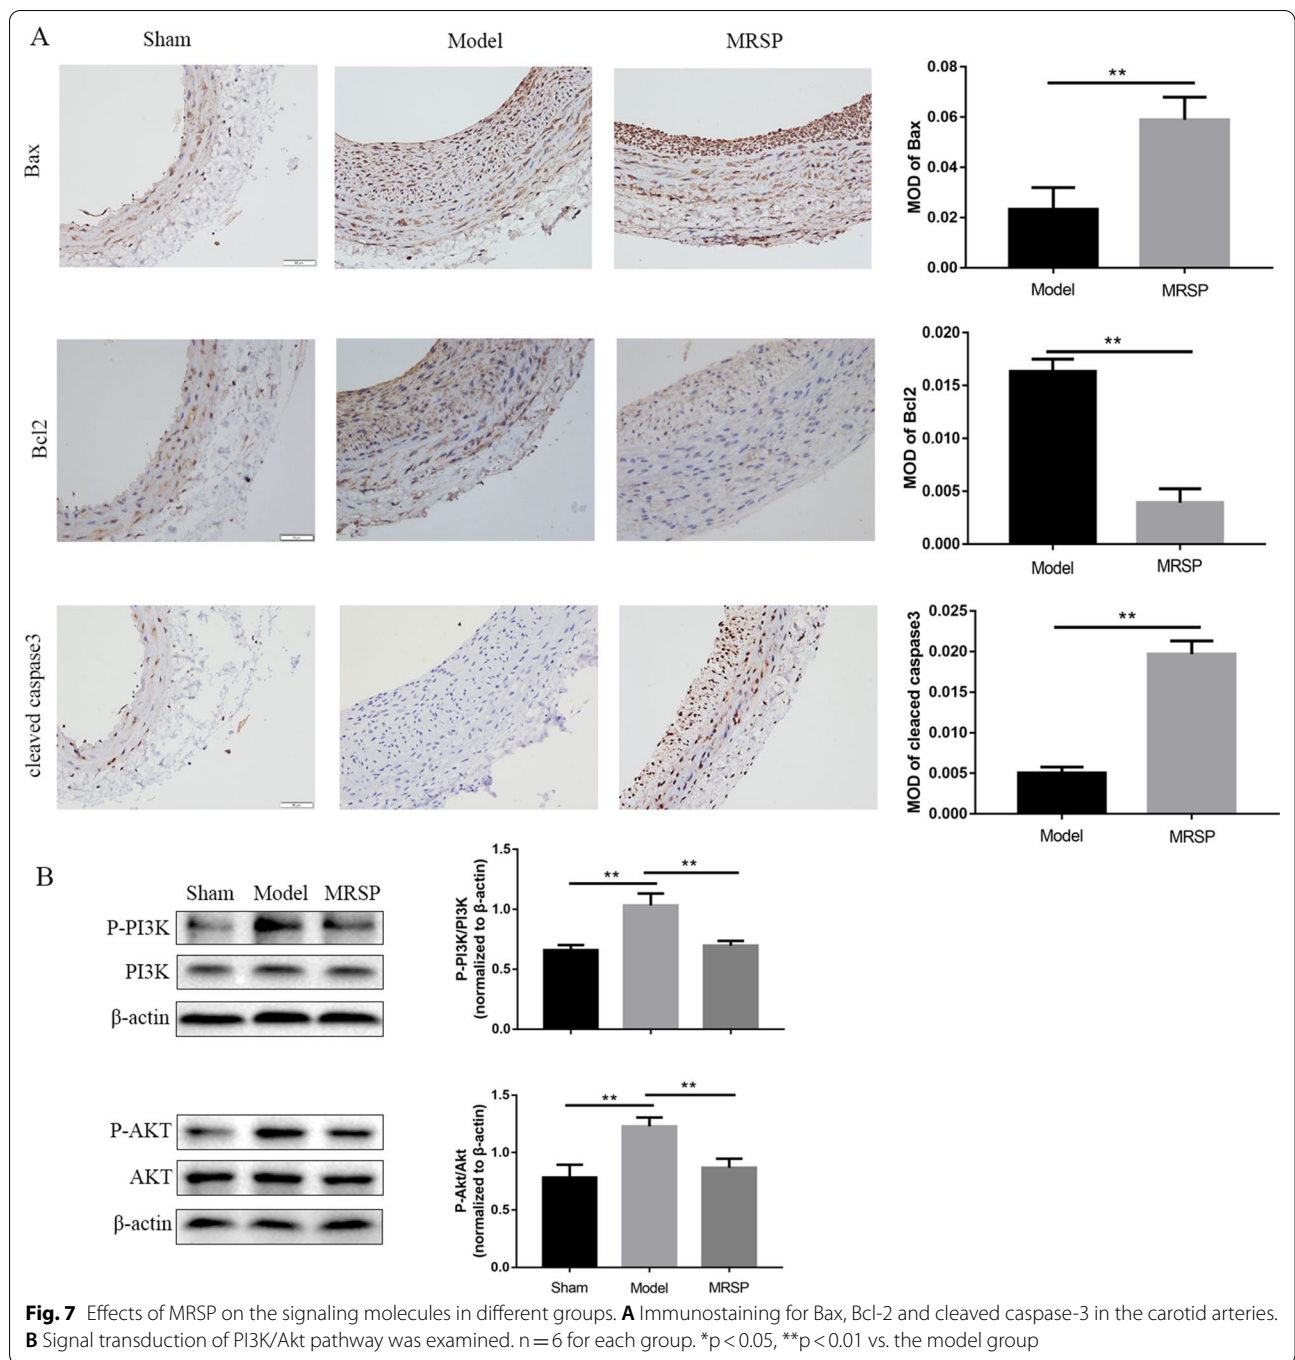 A
Sham
Model
MRSP
Bax
MOD of Bax
0.08
0.06
0.04
0.02
0.00
**
Model
MRSP
Bcl2
MOD of Bcl2
0.020
0.015
0.010
0.005
0.000
**
Model
MRSP
cleaved caspase3
MOD of cleaced caspase3
0.025
0.020
0.015
0.010
0.005
0.000
**
Model
MRSP
B
Sham Model MRSP
P-PI3K
PI3K
β-actin
P-PI3K/PI3K
(normalized to β-actin)
1.5
1.0
0.5
0.0
**
**
P-AKT
AKT
β-actin
P-Akt/Akt
(normalized to β-actin)
1.5
1.0
0.5
0.0
**
**
Sham
Model
MRSP
Fig. 7 Effects of MRSP on the signaling molecules in different groups. A Immunostaining for Bax, Bcl-2 and cleaved caspase-3 in the carotid arteries.
B Signal transduction of PI3K/Akt pathway was examined. n = 6 for each group. *p < 0.05, **p < 0.01 vs. the model group